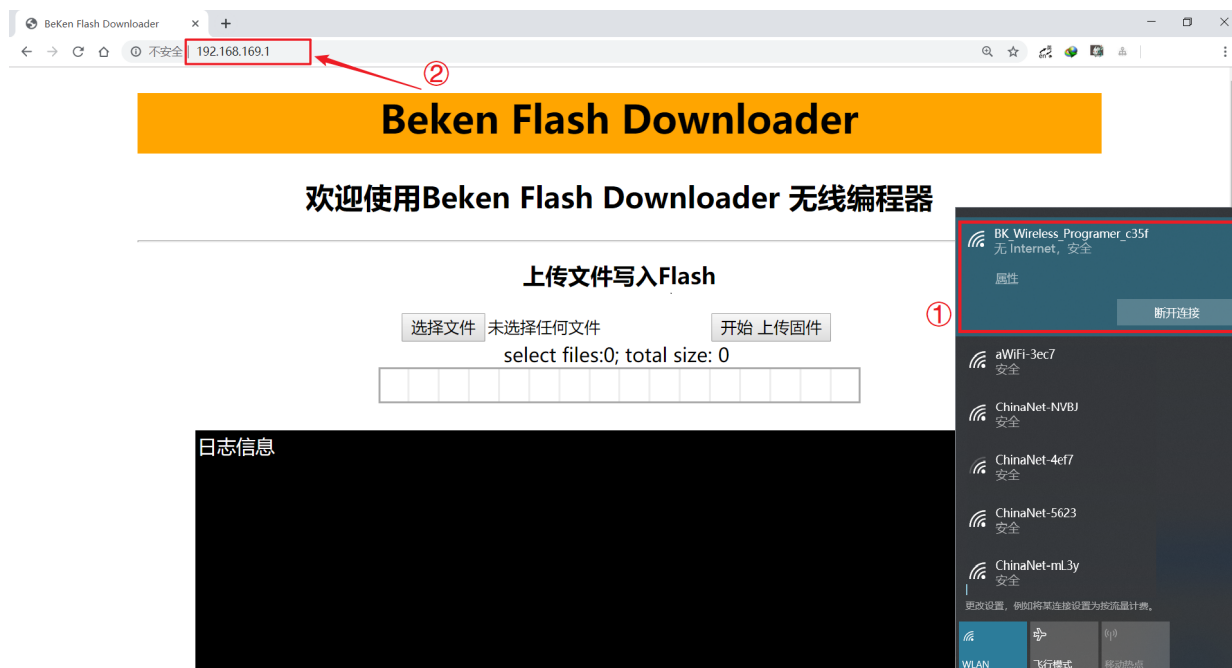 BeKen Flash Downloader
不安全 192.168.169.1
②
Beken Flash Downloader
欢迎使用Beken Flash Downloader 无线编程器
上传文件写入Flash
选择文件 未选择任何文件 开始 上传固件
select files:0; total size: 0
日志信息
①
BK_Wireless_Programer_c35f
无 Internet，安全
属性
断开连接
aWiFi-3ec7
安全
ChinaNet-NVBJ
安全
ChinaNet-4ef7
安全
ChinaNet-5623
安全
ChinaNet-mL3y
安全
更改设置，例如将某连接设置为按流量计费。
WLAN 飞行模式 移动热点